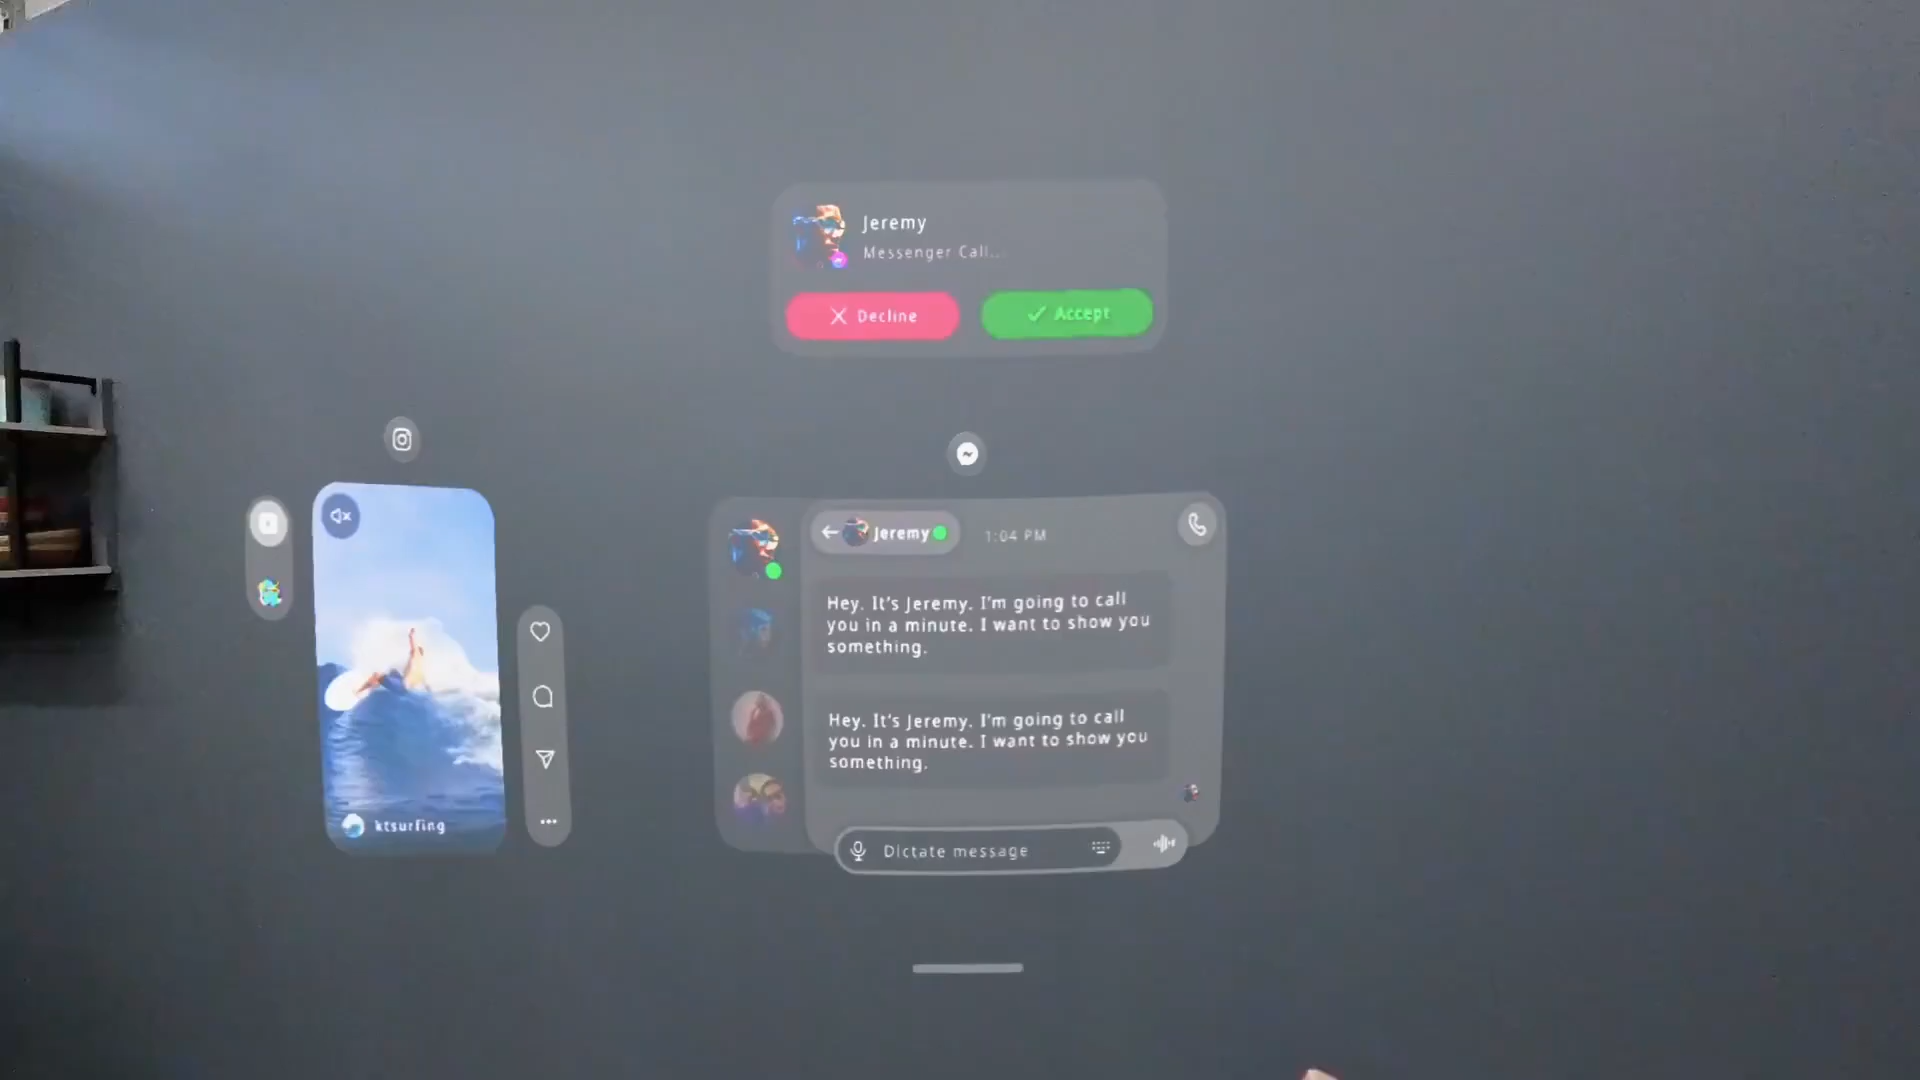 Jeremy
Messenger Call...
Decline
Accept
Jeremy
1:04 PM
Hey. It's Jeremy. I'm going to call
you in a minute. I want to show you
something.
Hey. It's Jeremy. I'm going to call
you in a minute. I want to show you
something.
ktsurfing
Dictate message